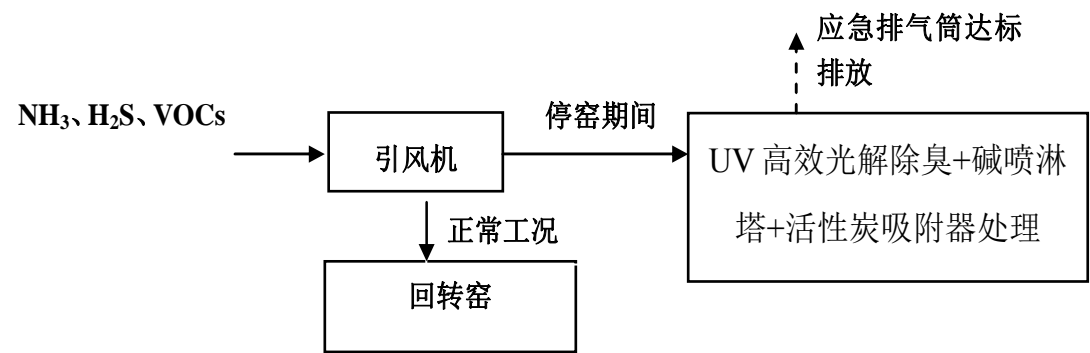 应急排气筒达标
排放
NH₃、H₂S、VOCs
停窑期间
引风机
UV 高效光解除臭+碱喷淋
塔+活性炭吸附器处理
正常工况
回转窑